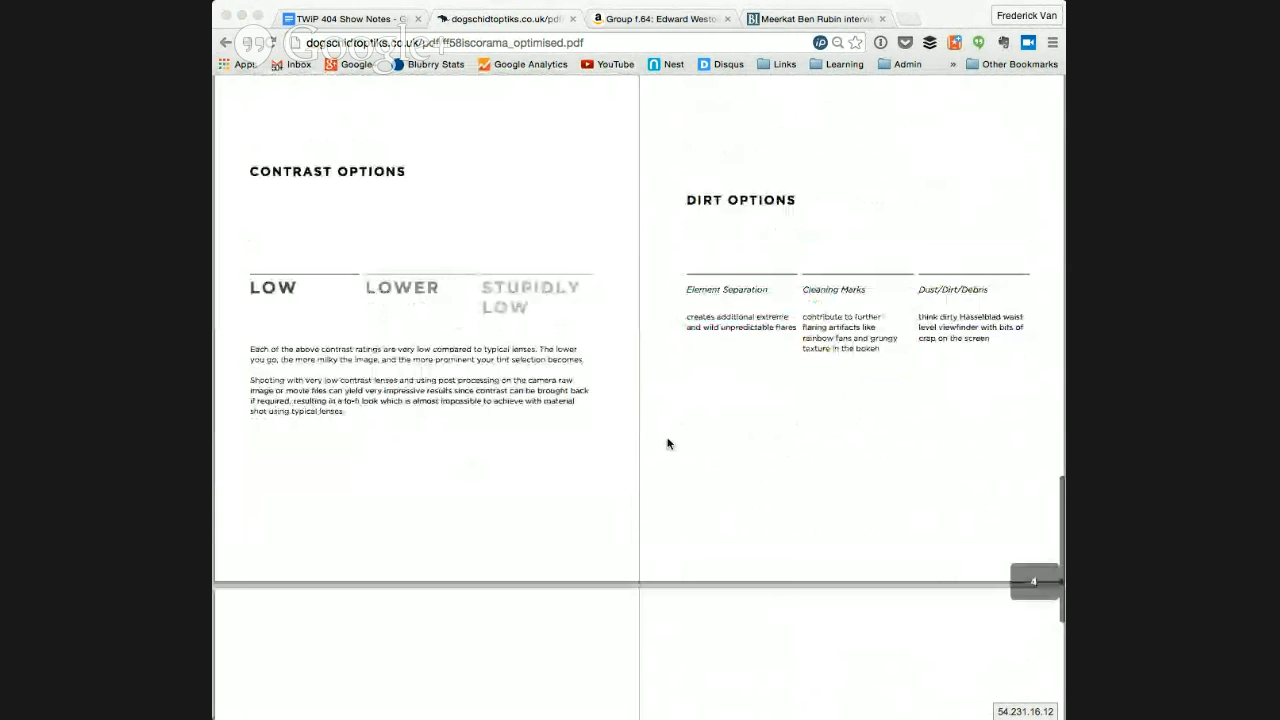 Frederick Van
TWiP 404 Show Notes - G
dogschidtoptiks.co.uk/pdf/
Group f.64: Edward Westo
Meerkat Ben Rubin intervie
Google+
dogschidtoptiks.co.uk/pdf/ff58iscorama_optimised.pdf
Apps
Inbox
Google
Blubrry Stats
Google Analytics
YouTube
Nest
Disqus
Links
Learning
Admin
»
Other Bookmarks
CONTRAST OPTIONS
LOW
LOWER
STUPIDLY
LOW
Each of the above contrast ratings are very low compared to typical lenses. The lower
you go, the more milky the image, and the more prominent your tint selection becomes.
Shooting with very low contrast lenses and using post processing on the camera raw
image or movie files can yield very impressive results since contrast can be brought back
if required, resulting in a lo-fi look which is almost impossible to achieve with material
shot using typical lenses.
DIRT OPTIONS
Element Separation
creates additional extreme
and wild unpredictable flares
Cleaning Marks
contribute to further
flaring artifacts like
rainbow fans and grungy
texture in the bokeh
Dust/Dirt/Debris
think dirty Hasselblad waist
level viewfinder with bits of
crap on the screen
4
54.231.16.12